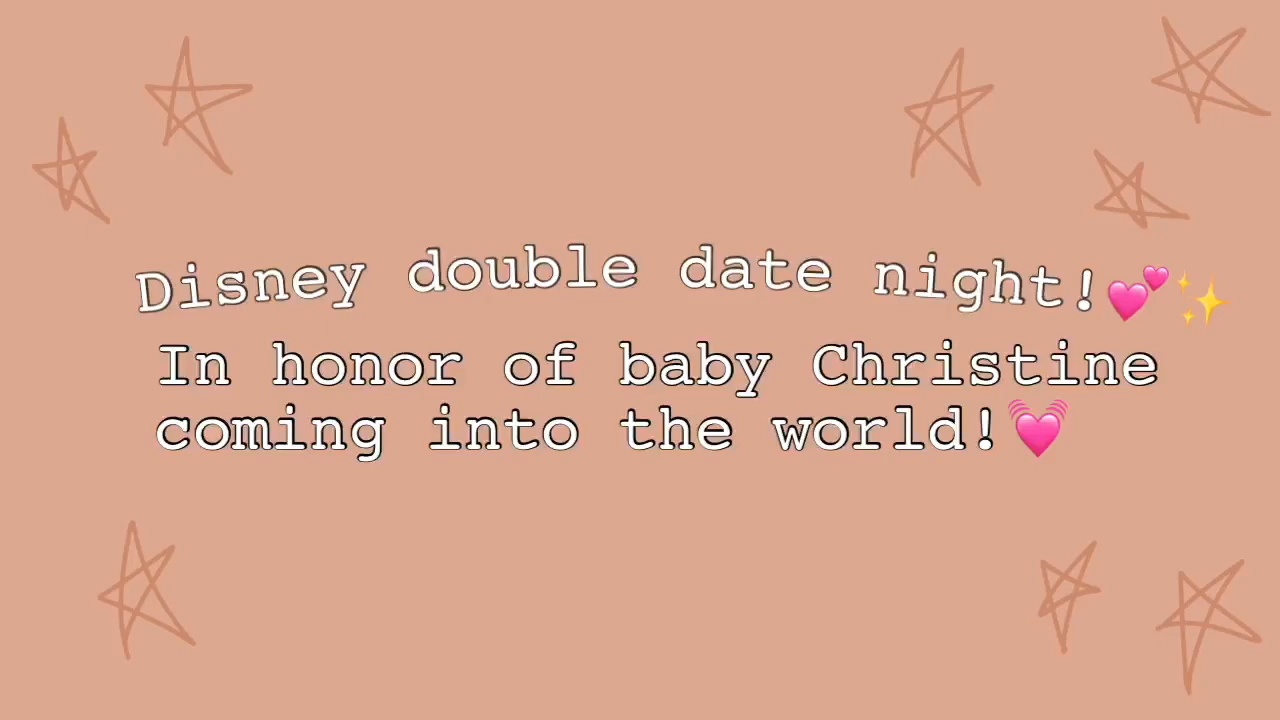 Disney double date night!💕✨
In honor of baby Christine
coming into the world!💓